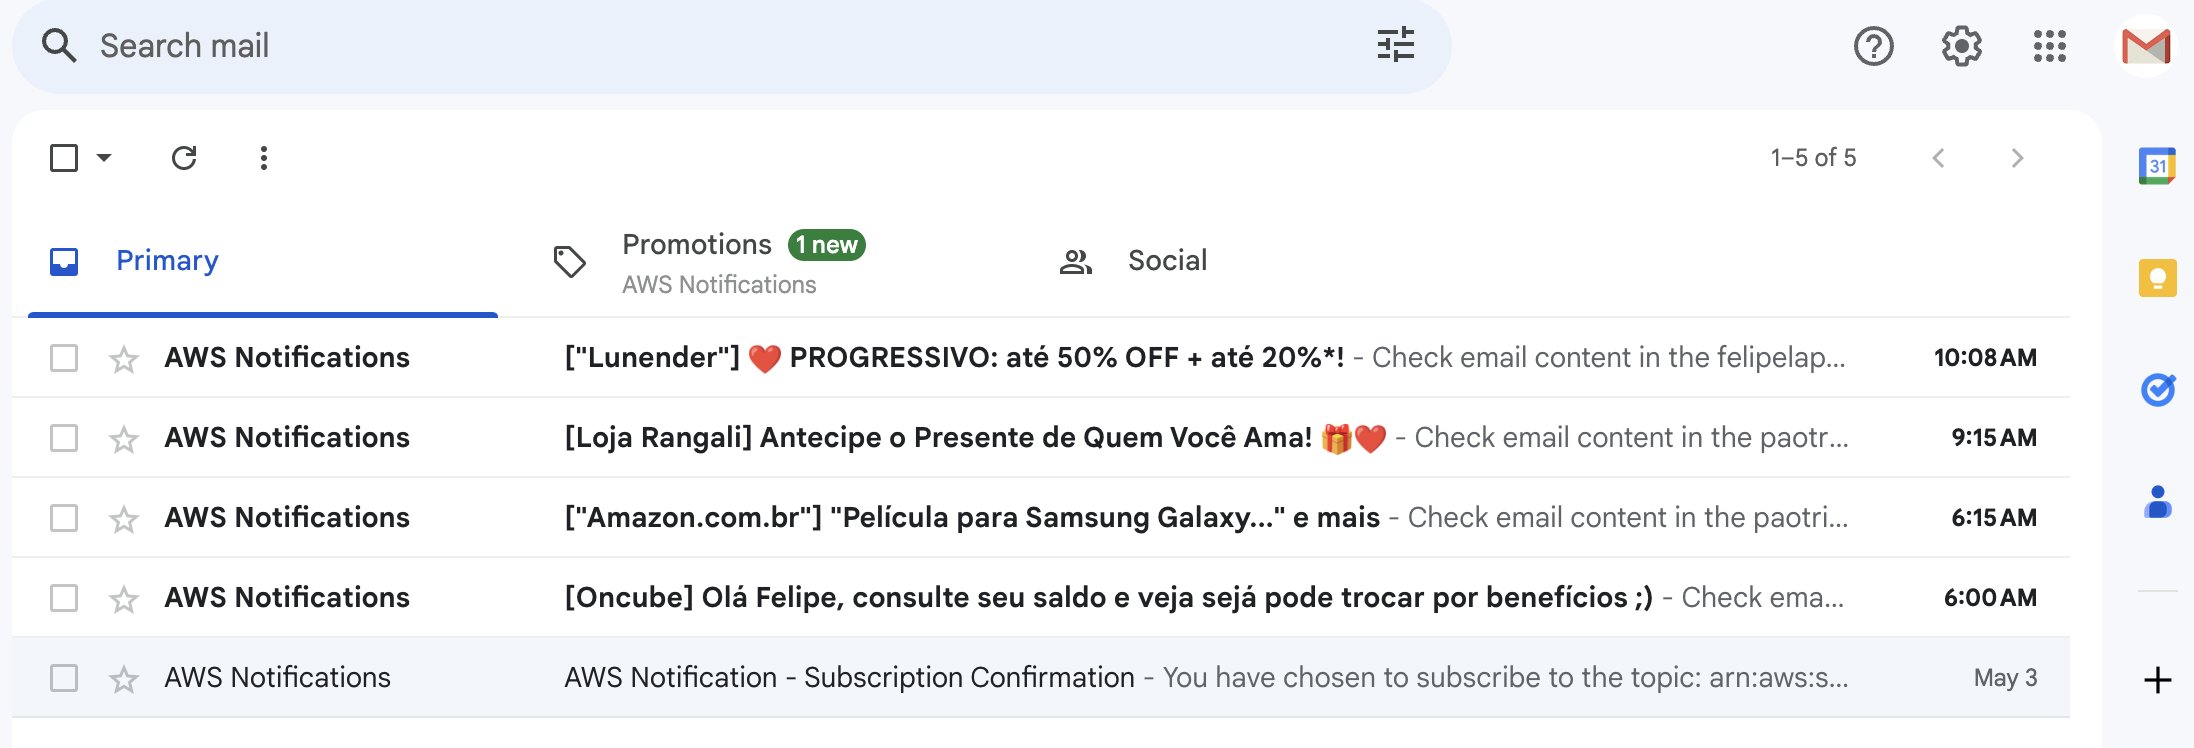 Search mail
1–5 of 5
31
Primary
Promotions 1 new
AWS Notifications
Social
AWS Notifications ["Lunender"] ❤️ PROGRESSIVO: até 50% OFF + até 20%*! - Check email content in the felipelap... 10:08 AM
AWS Notifications [Loja Rangali] Antecipe o Presente de Quem Você Ama! 🎁❤️ - Check email content in the paotr... 9:15 AM
AWS Notifications ["Amazon.com.br"] "Película para Samsung Galaxy..." e mais - Check email content in the paotri... 6:15 AM
AWS Notifications [Oncube] Olá Felipe, consulte seu saldo e veja sejá pode trocar por benefícios ;) - Check ema... 6:00 AM
AWS Notifications AWS Notification - Subscription Confirmation - You have chosen to subscribe to the topic: arn:aws:s... May 3